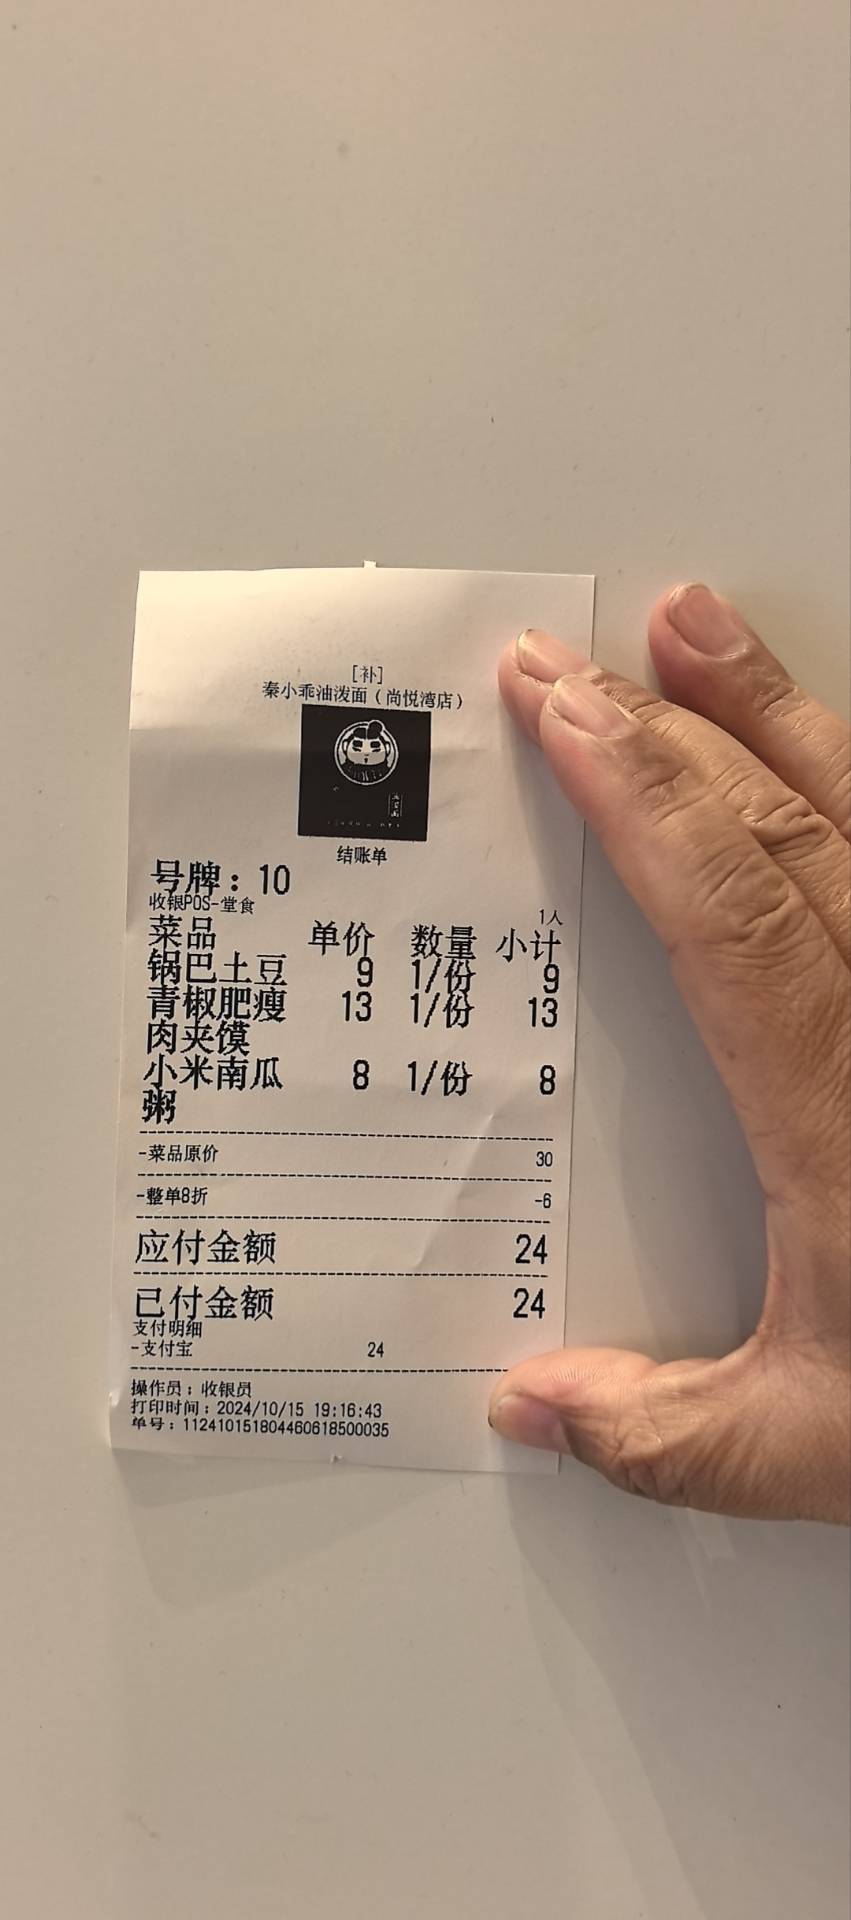 [补]
秦小乖油泼面(尚悦湾店)
结账单
号牌：10
收银POS-堂食
1人
菜品 单价 数量 小计
锅巴土豆 9 1/份 9
青椒肥瘦 13 1/份 13
肉夹馍
小米南瓜 8 1/份 8
粥
-菜品原价 30
-整单8折 -6
应付金额 24
已付金额 24
支付明细
-支付宝 24
操作员：收银员
打印时间：2024/10/15 19:16:43
单号：112410151804460618500035